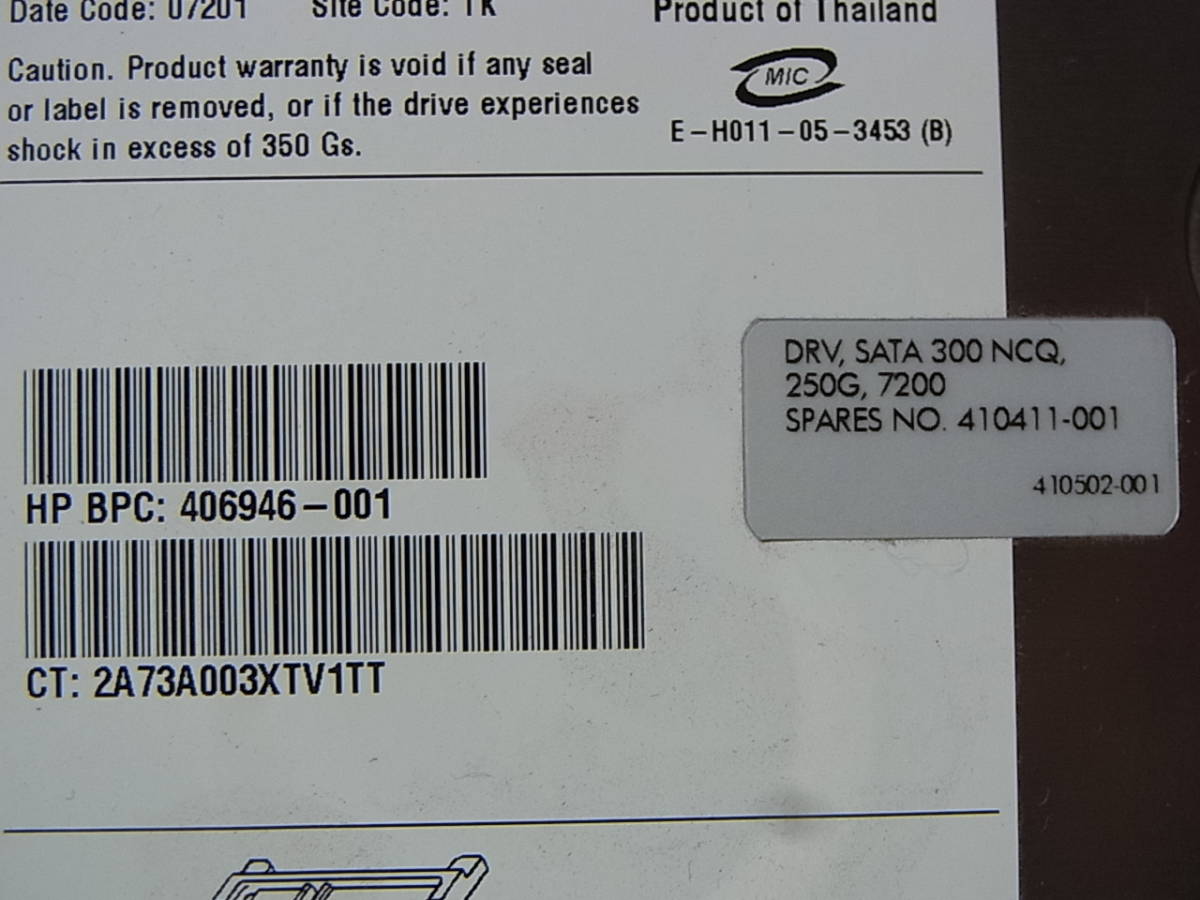 Date Code: 07201 Site Code: TK Product of Thailand
Caution. Product warranty is void if any seal
or label is removed, or if the drive experiences
shock in excess of 350 Gs.
MIC
E-H011-05-3453 (B)
DRV, SATA 300 NCQ,
250G, 7200
SPARES NO. 410411-001
410502-001
HP BPC: 406946-001
CT: 2A73A003XTV1TT